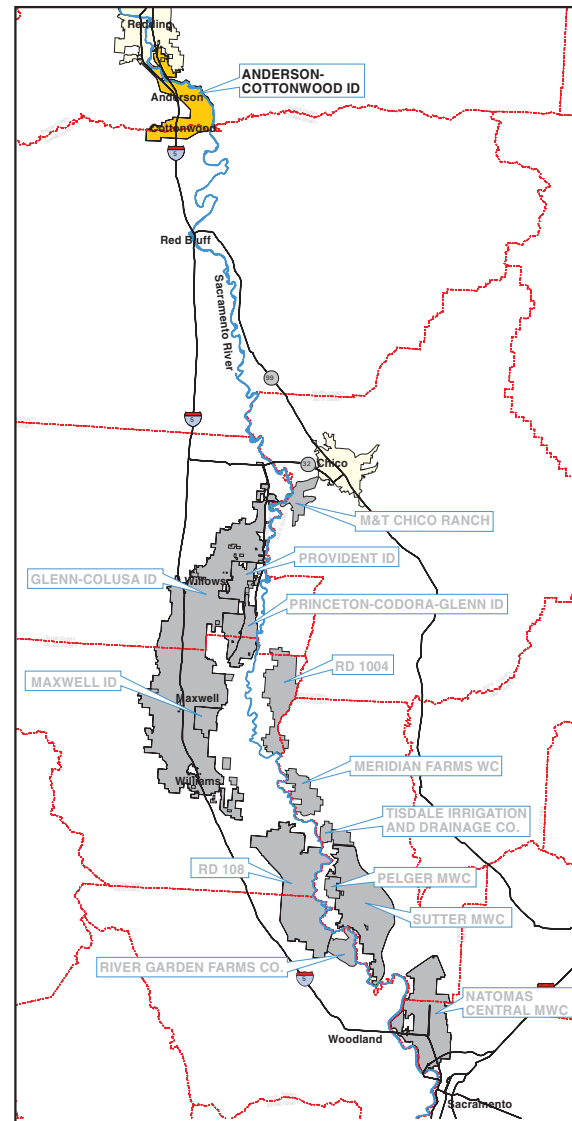 Redding
ANDERSON-
COTTONWOOD ID
Anderson
Cottonwood
5
Red Bluff
Sacramento River
99
5
32
Chico
M&T CHICO RANCH
PROVIDENT ID
GLENN-COLUSA ID
Willows
PRINCETON-CODORA-GLENN ID
RD 1004
MAXWELL ID
Maxwell
MERIDIAN FARMS WC
Williams
TISDALE IRRIGATION
AND DRAINAGE CO.
RD 108
PELGER MWC
SUTTER MWC
RIVER GARDEN FARMS CO.
5
NATOMAS
CENTRAL MWC
Woodland
Sacramento